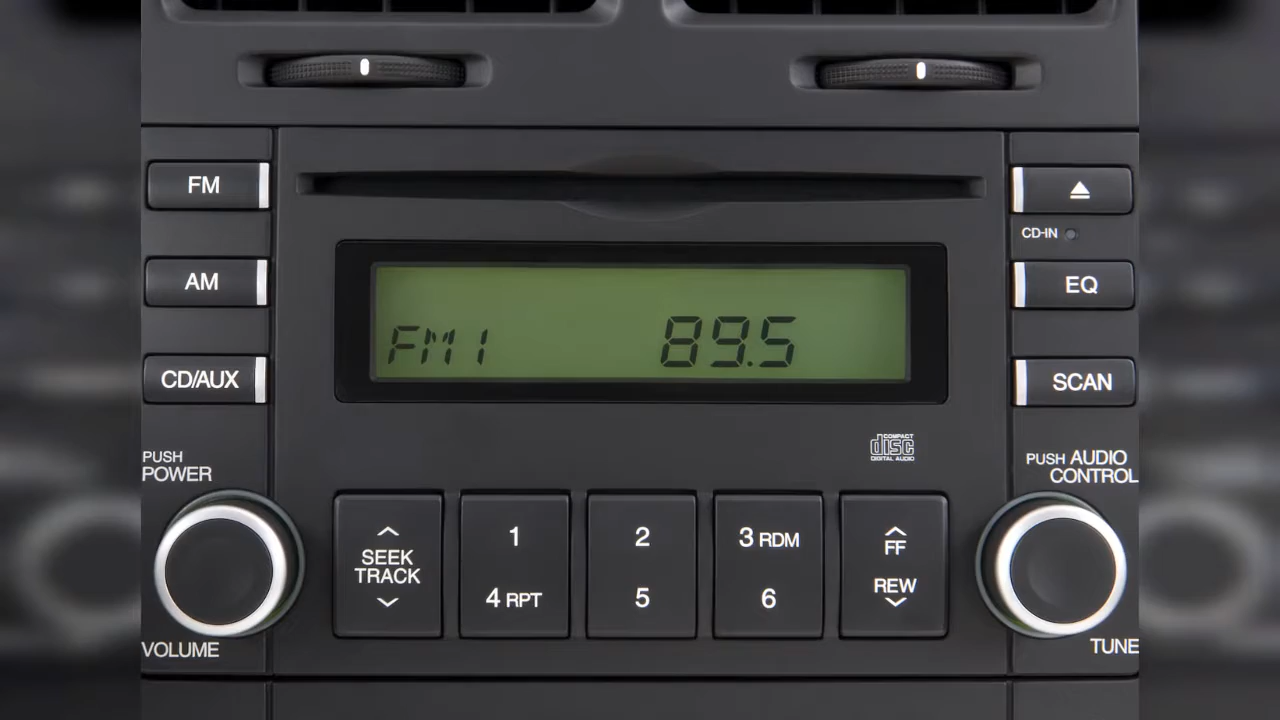 FM
CD-IN
AM
EQ
FM1 89.5
CD/AUX
SCAN
COMPACT
disc
DIGITAL AUDIO
PUSH
POWER
PUSH AUDIO
CONTROL
SEEK
TRACK
1
4 RPT
2
5
3 RDM
6
FF
REW
VOLUME
TUNE